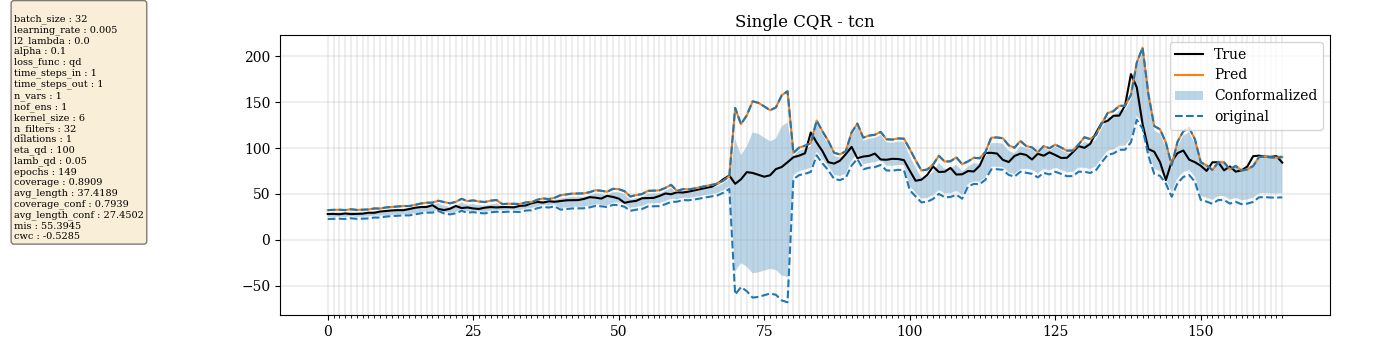 batch_size : 32
learning_rate : 0.005
l2_lambda : 0.0
alpha : 0.1
loss_func : qd
time_steps_in : 1
time_steps_out : 1
n_vars : 1
nof_ens : 1
kernel_size : 6
n_filters : 32
dilations : 1
eta_qd : 100
lamb_qd : 0.05
epochs : 149
coverage : 0.8909
avg_length : 37.4189
coverage_conf : 0.7939
avg_length_conf : 27.4502
mis : 55.3945
cwc : -0.5285
Single CQR - tcn
200
150
100
50
0
−50
0 25 50 75 100 125 150
True
Pred
Conformalized
original